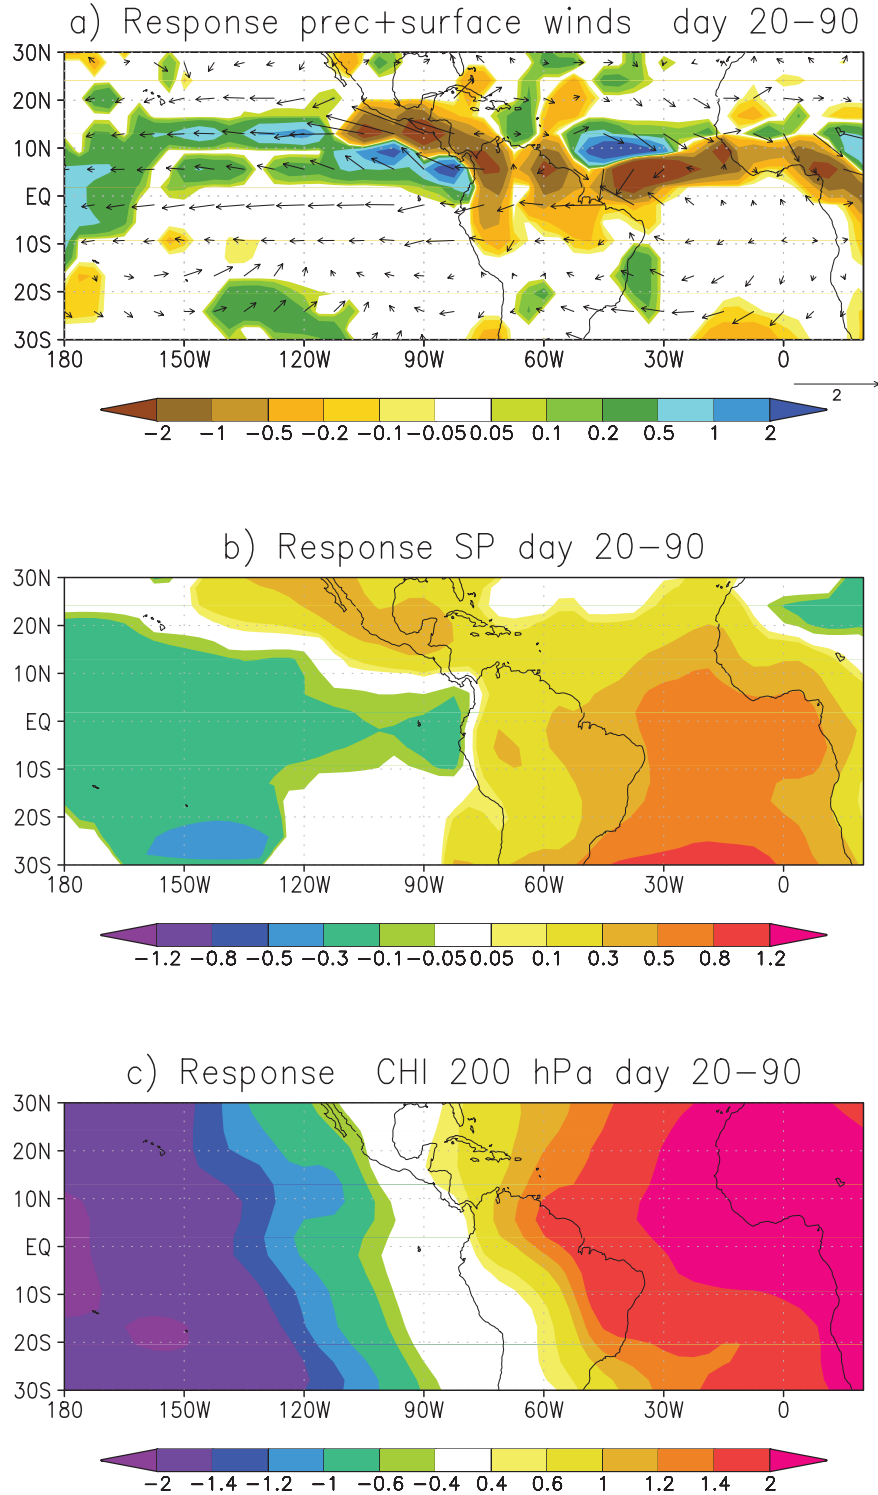 a) Response prec+surface winds day 20−90
30N
20N
10N
EQ
10S
20S
30S
180 150W 120W 90W 60W 30W 0
2
−2 −1 −0.5 −0.2 −0.1 −0.05 0.05 0.1 0.2 0.5 1 2
b) Response SP day 20−90
30N
20N
10N
EQ
10S
20S
30S
180 150W 120W 90W 60W 30W 0
−1.2 −0.8 −0.5 −0.3 −0.1 −0.05 0.05 0.1 0.3 0.5 0.8 1.2
c) Response CHI 200 hPa day 20−90
30N
20N
10N
EQ
10S
20S
30S
180 150W 120W 90W 60W 30W 0
−2 −1.4 −1.2 −1 −0.6 −0.4 0.4 0.6 1 1.2 1.4 2